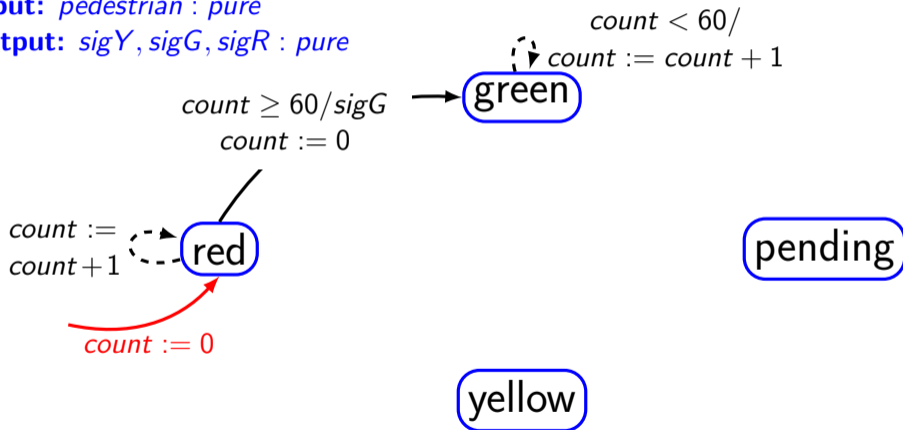 put: pedestrian : pure
tput: sigY, sigG, sigR : pure
count < 60/
count := count + 1
green
count ≥ 60/sigG
count := 0
count :=
count + 1
red
pending
count := 0
yellow